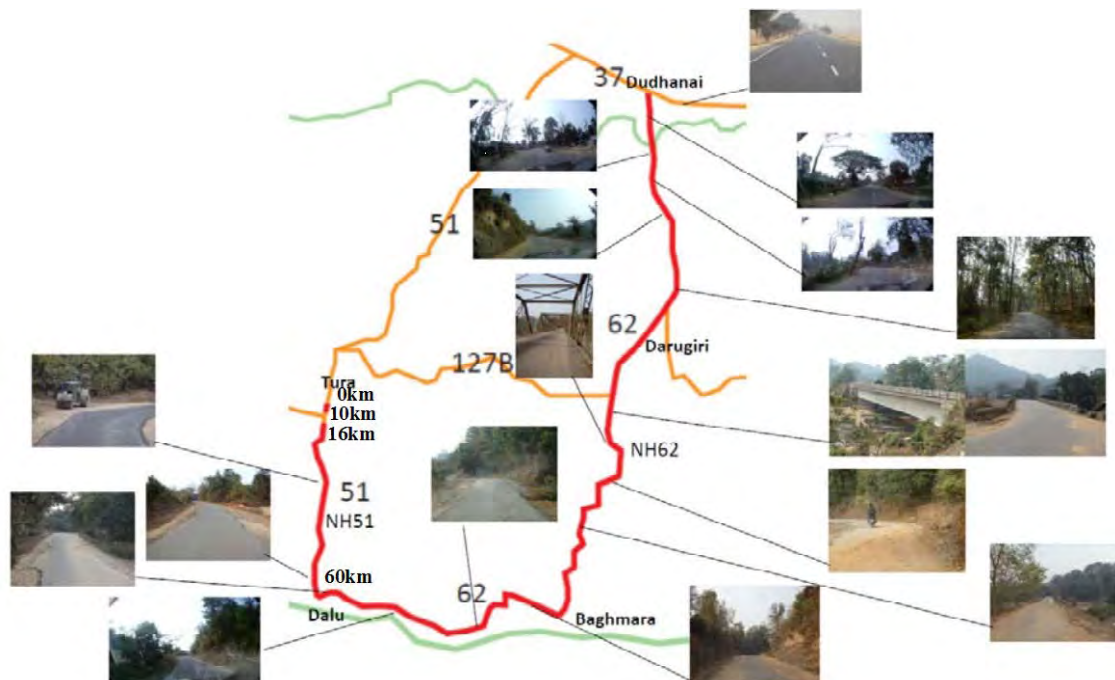 37 Dudhanai
51
62
Darugiri
127B
Tura
0km
10km
16km
NH62
51
NH51
60km
62
Dalu
Baghmara